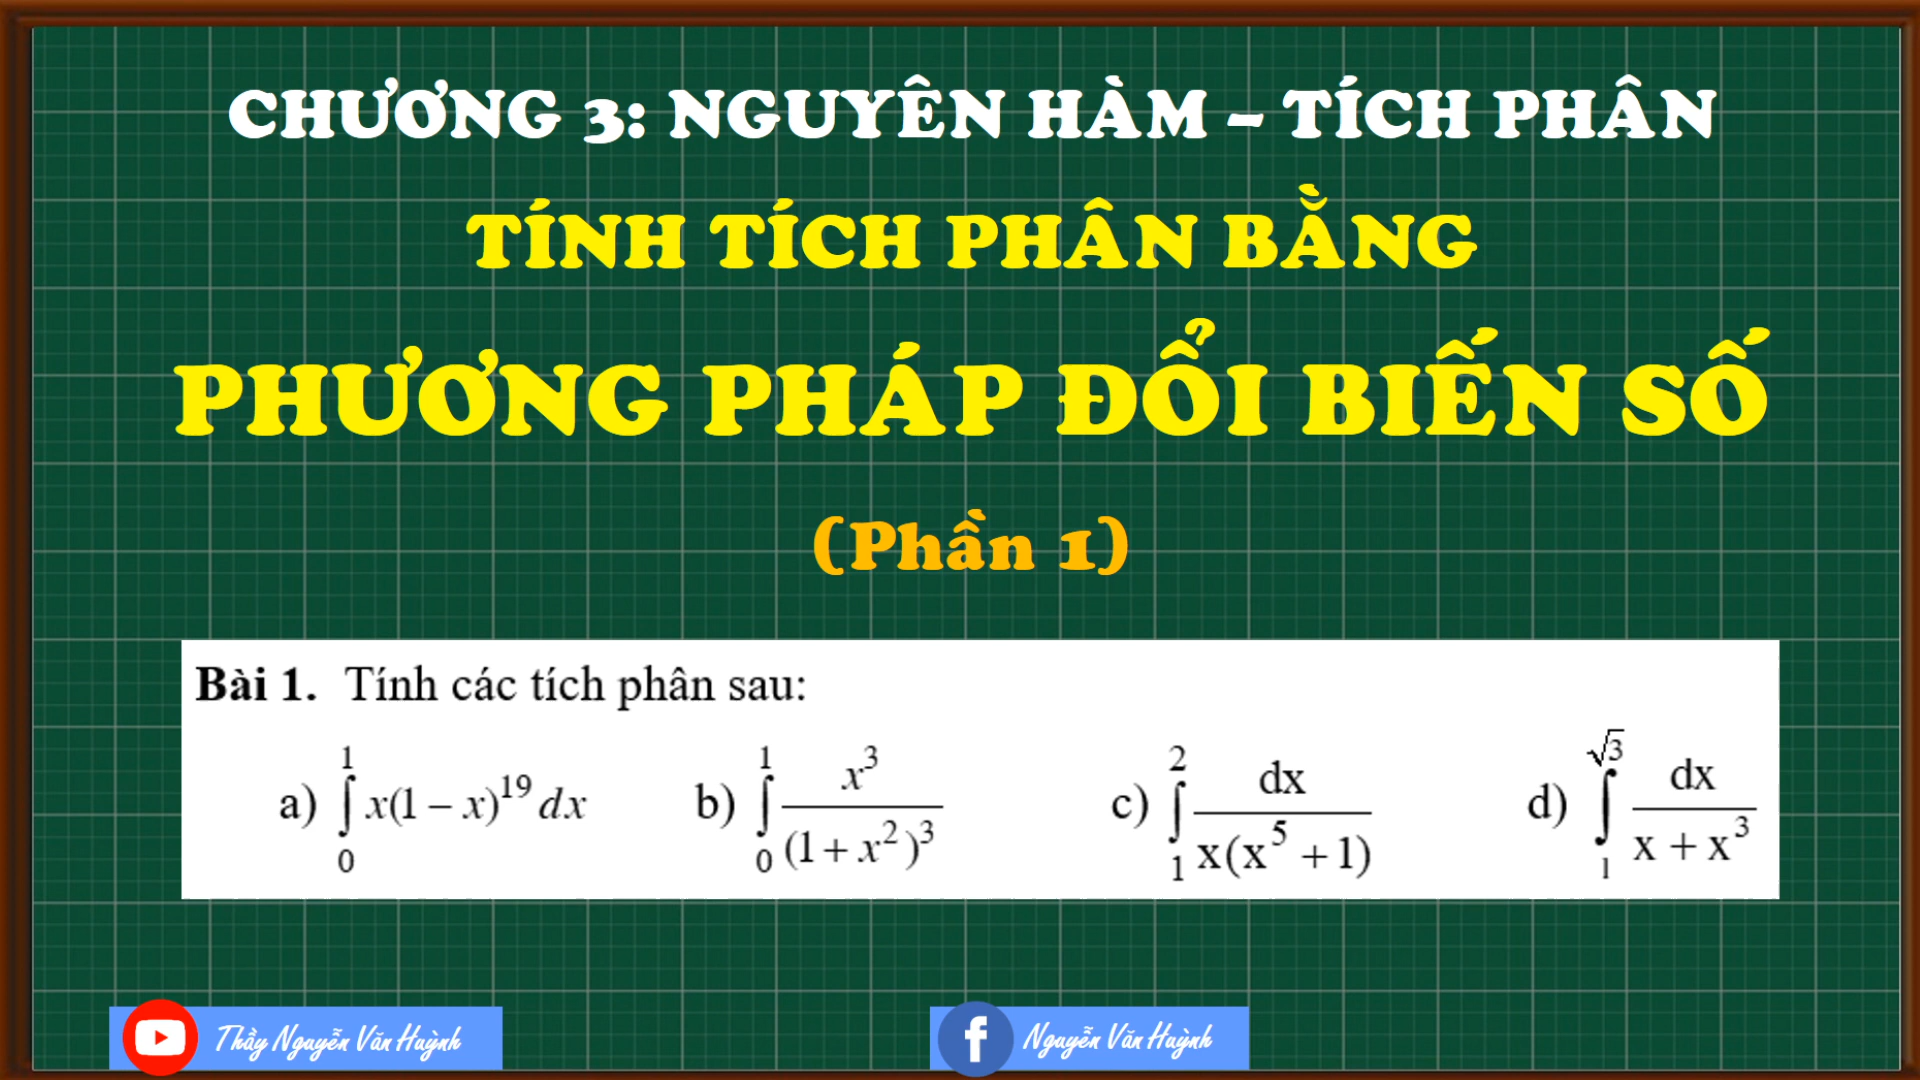 CHƯƠNG 3: NGUYÊN HÀM – TÍCH PHÂN
TÍNH TÍCH PHÂN BẰNG
PHƯƠNG PHÁP ĐỔI BIẾN SỐ
(Phần 1)
Bài 1. Tính các tích phân sau:
a) ∫₀¹ x(1 – x)¹⁹ dx b) ∫₀¹ x³/(1 + x²)³ c) ∫₁² dx/(x(x⁵ + 1)) d) ∫₁^√3 dx/(x + x³)
Thầy Nguyễn Văn Huỳnh
f Nguyễn Văn Huỳnh